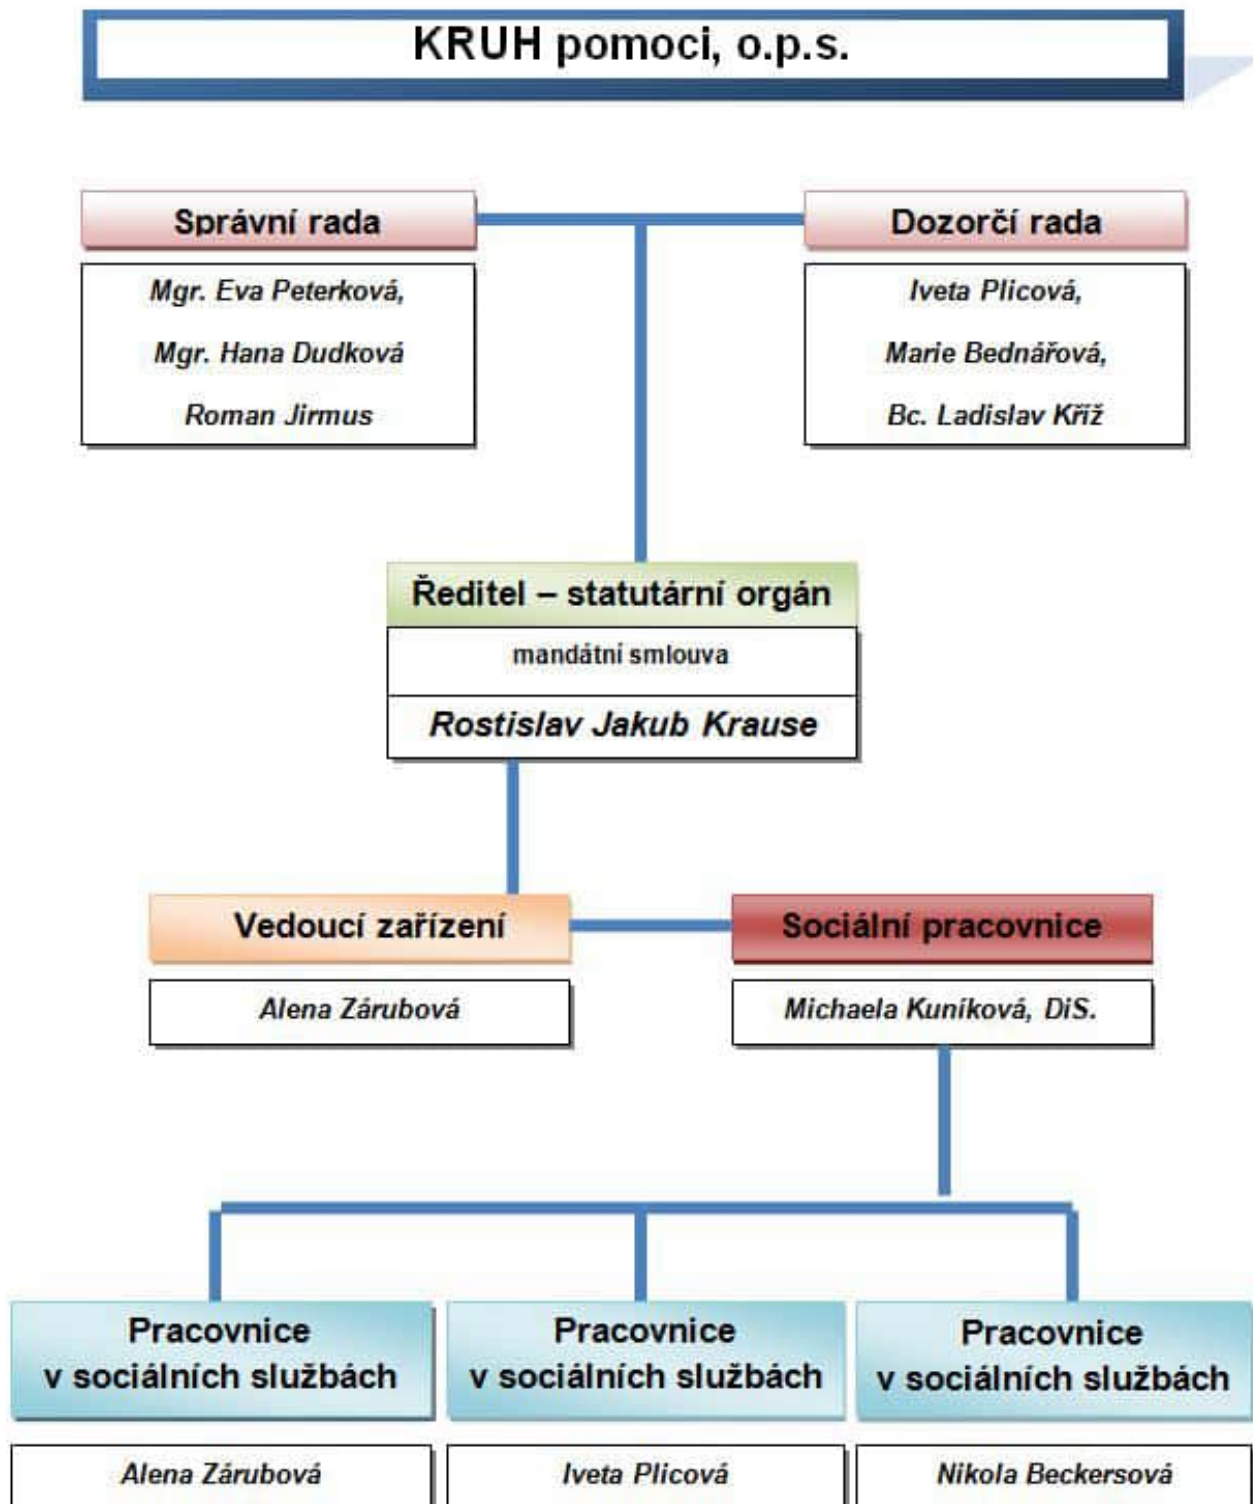 KRUH pomoci, o.p.s.
Správní rada
Mgr. Eva Peterková,
Mgr. Hana Dudková
Roman Jirmus
Dozorčí rada
Iveta Plicová,
Marie Bednářová,
Bc. Ladislav Kříž
Ředitel – statutární orgán
mandátní smlouva
Rostislav Jakub Krause
Vedoucí zařízení
Alena Zárubová
Sociální pracovnice
Michaela Kuníková, DiS.
Pracovnice
v sociálních službách
Alena Zárubová
Pracovnice
v sociálních službách
Iveta Plicová
Pracovnice
v sociálních službách
Nikola Beckersová